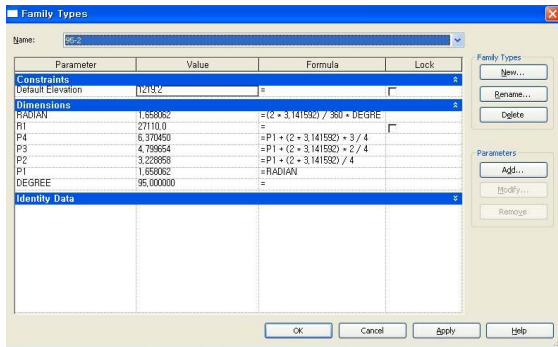 Family Types
Name: 95-2
Family Types
New...
Rename...
Delete
Parameter Value Formula Lock
Constraints
Default Elevation 1219,2 =
Dimensions
RADIAN 1,658062 =(2 * 3,141592) / 360 * DEGRE
R1 27110,0 =
P4 6,370450 =P1 + (2 * 3,141592) * 3 / 4
P3 4,799654 =P1 + (2 * 3,141592) * 2 / 4
P2 3,228858 =P1 + (2 * 3,141592) / 4
P1 1,658062 =RADIAN
DEGREE 95,000000 =
Identity Data
Parameters
Add...
Modify...
Remove
OK Cancel Apply Help